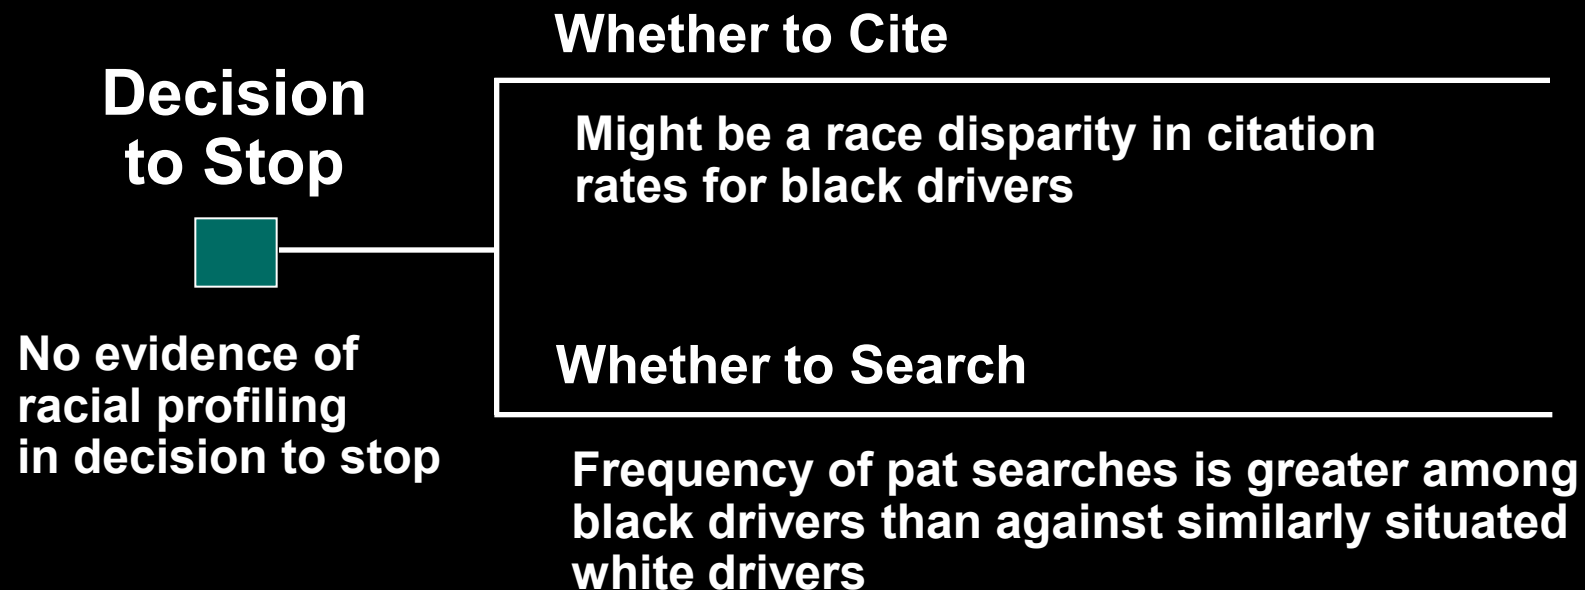 Decision
to Stop
No evidence of
racial profiling
in decision to stop
Whether to Cite
Might be a race disparity in citation
rates for black drivers
Whether to Search
Frequency of pat searches is greater among
black drivers than against similarly situated
white drivers